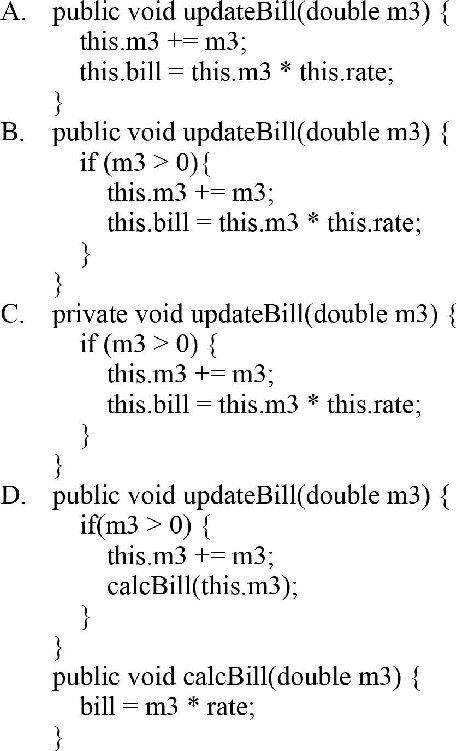 A. public void updateBill(double m3) {
this.m3 += m3;
this.bill = this.m3 * this.rate;
}
B. public void updateBill(double m3) {
if (m3 > 0){
this.m3 += m3;
this.bill = this.m3 * this.rate;
}
}
C. private void updateBill(double m3) {
if (m3 > 0) {
this.m3 += m3;
this.bill = this.m3 * this.rate;
}
}
D. public void updateBill(double m3) {
if(m3 > 0) {
this.m3 += m3;
calcBill(this.m3);
}
}
public void calcBill(double m3) {
bill = m3 * rate;
}